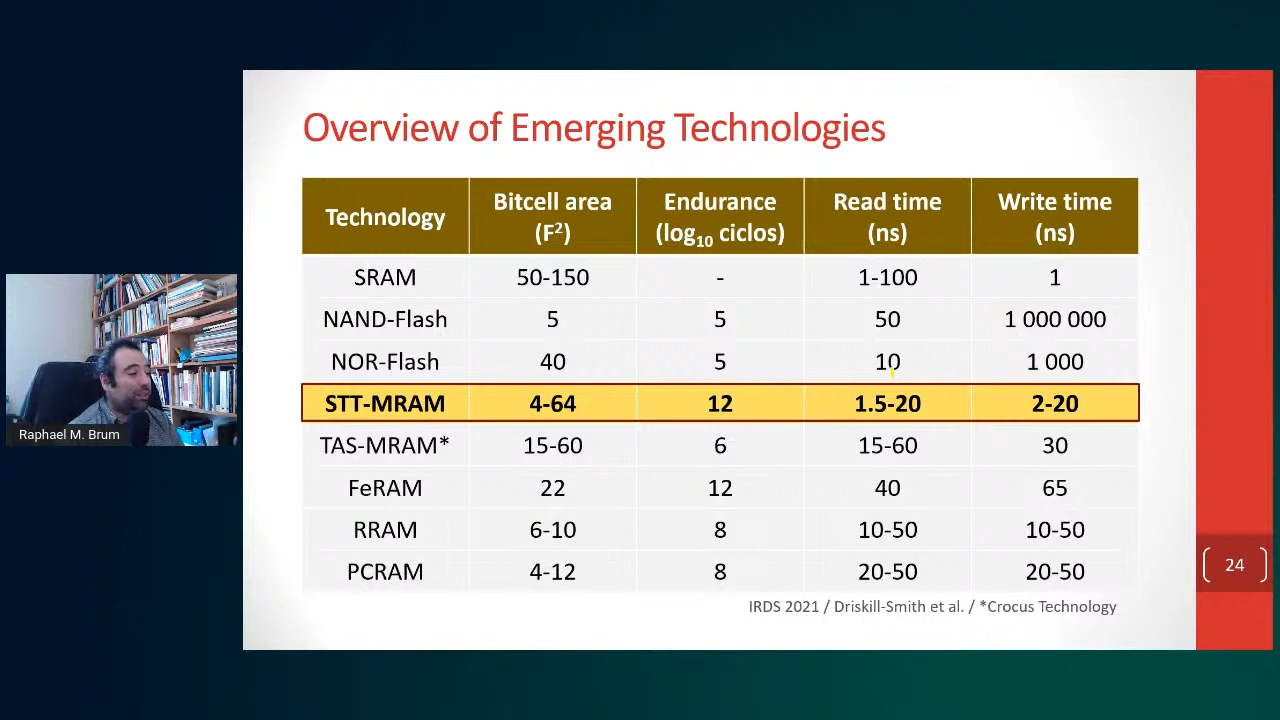 Overview of Emerging Technologies
Technology | Bitcell area (F²) | Endurance (log₁₀ ciclos) | Read time (ns) | Write time (ns)
SRAM | 50-150 | - | 1-100 | 1
NAND-Flash | 5 | 5 | 50 | 1 000 000
NOR-Flash | 40 | 5 | 10 | 1 000
STT-MRAM | 4-64 | 12 | 1.5-20 | 2-20
TAS-MRAM* | 15-60 | 6 | 15-60 | 30
FeRAM | 22 | 12 | 40 | 65
RRAM | 6-10 | 8 | 10-50 | 10-50
PCRAM | 4-12 | 8 | 20-50 | 20-50
IRDS 2021 / Driskill-Smith et al. / *Crocus Technology
24
Raphael M. Brum